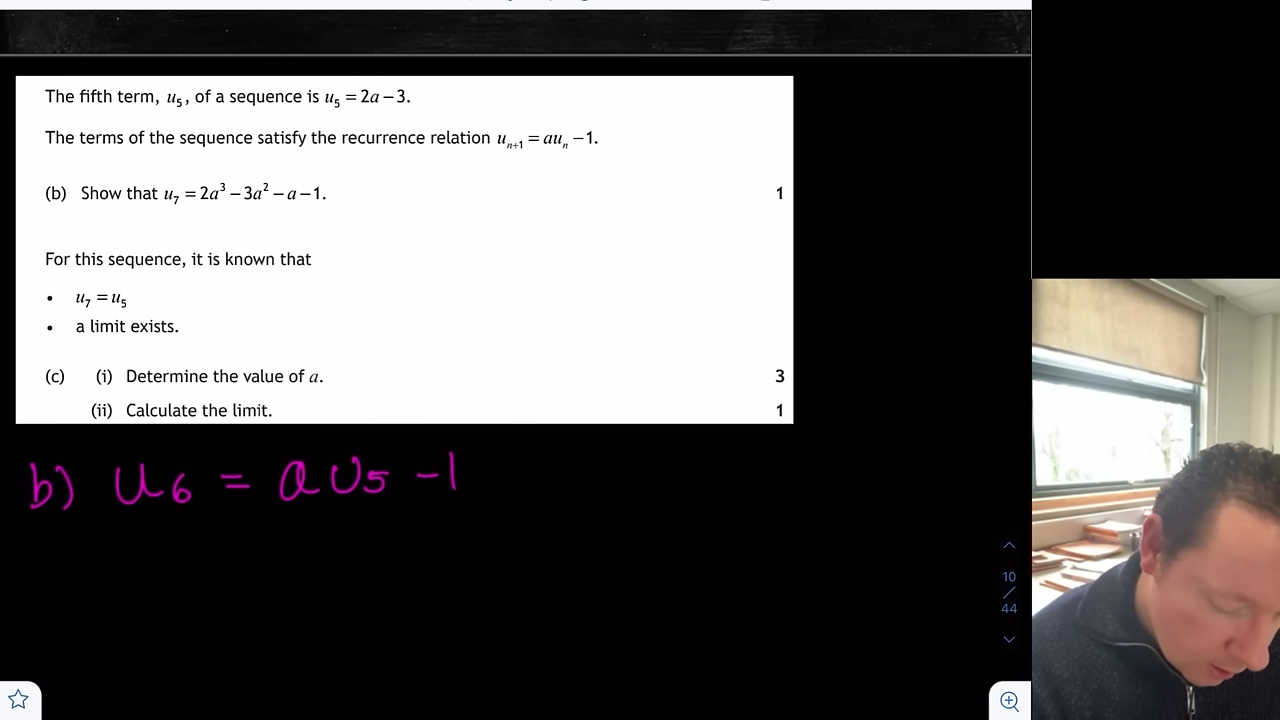 The fifth term, u₅, of a sequence is u₅ = 2a − 3.
The terms of the sequence satisfy the recurrence relation uₙ₊₁ = auₙ − 1.
(b) Show that u₇ = 2a³ − 3a² − a − 1. 1
For this sequence, it is known that
• u₇ = u₅
• a limit exists.
(c) (i) Determine the value of a. 3
(ii) Calculate the limit. 1
b) u₆ = a u₅ − 1
10
/
44